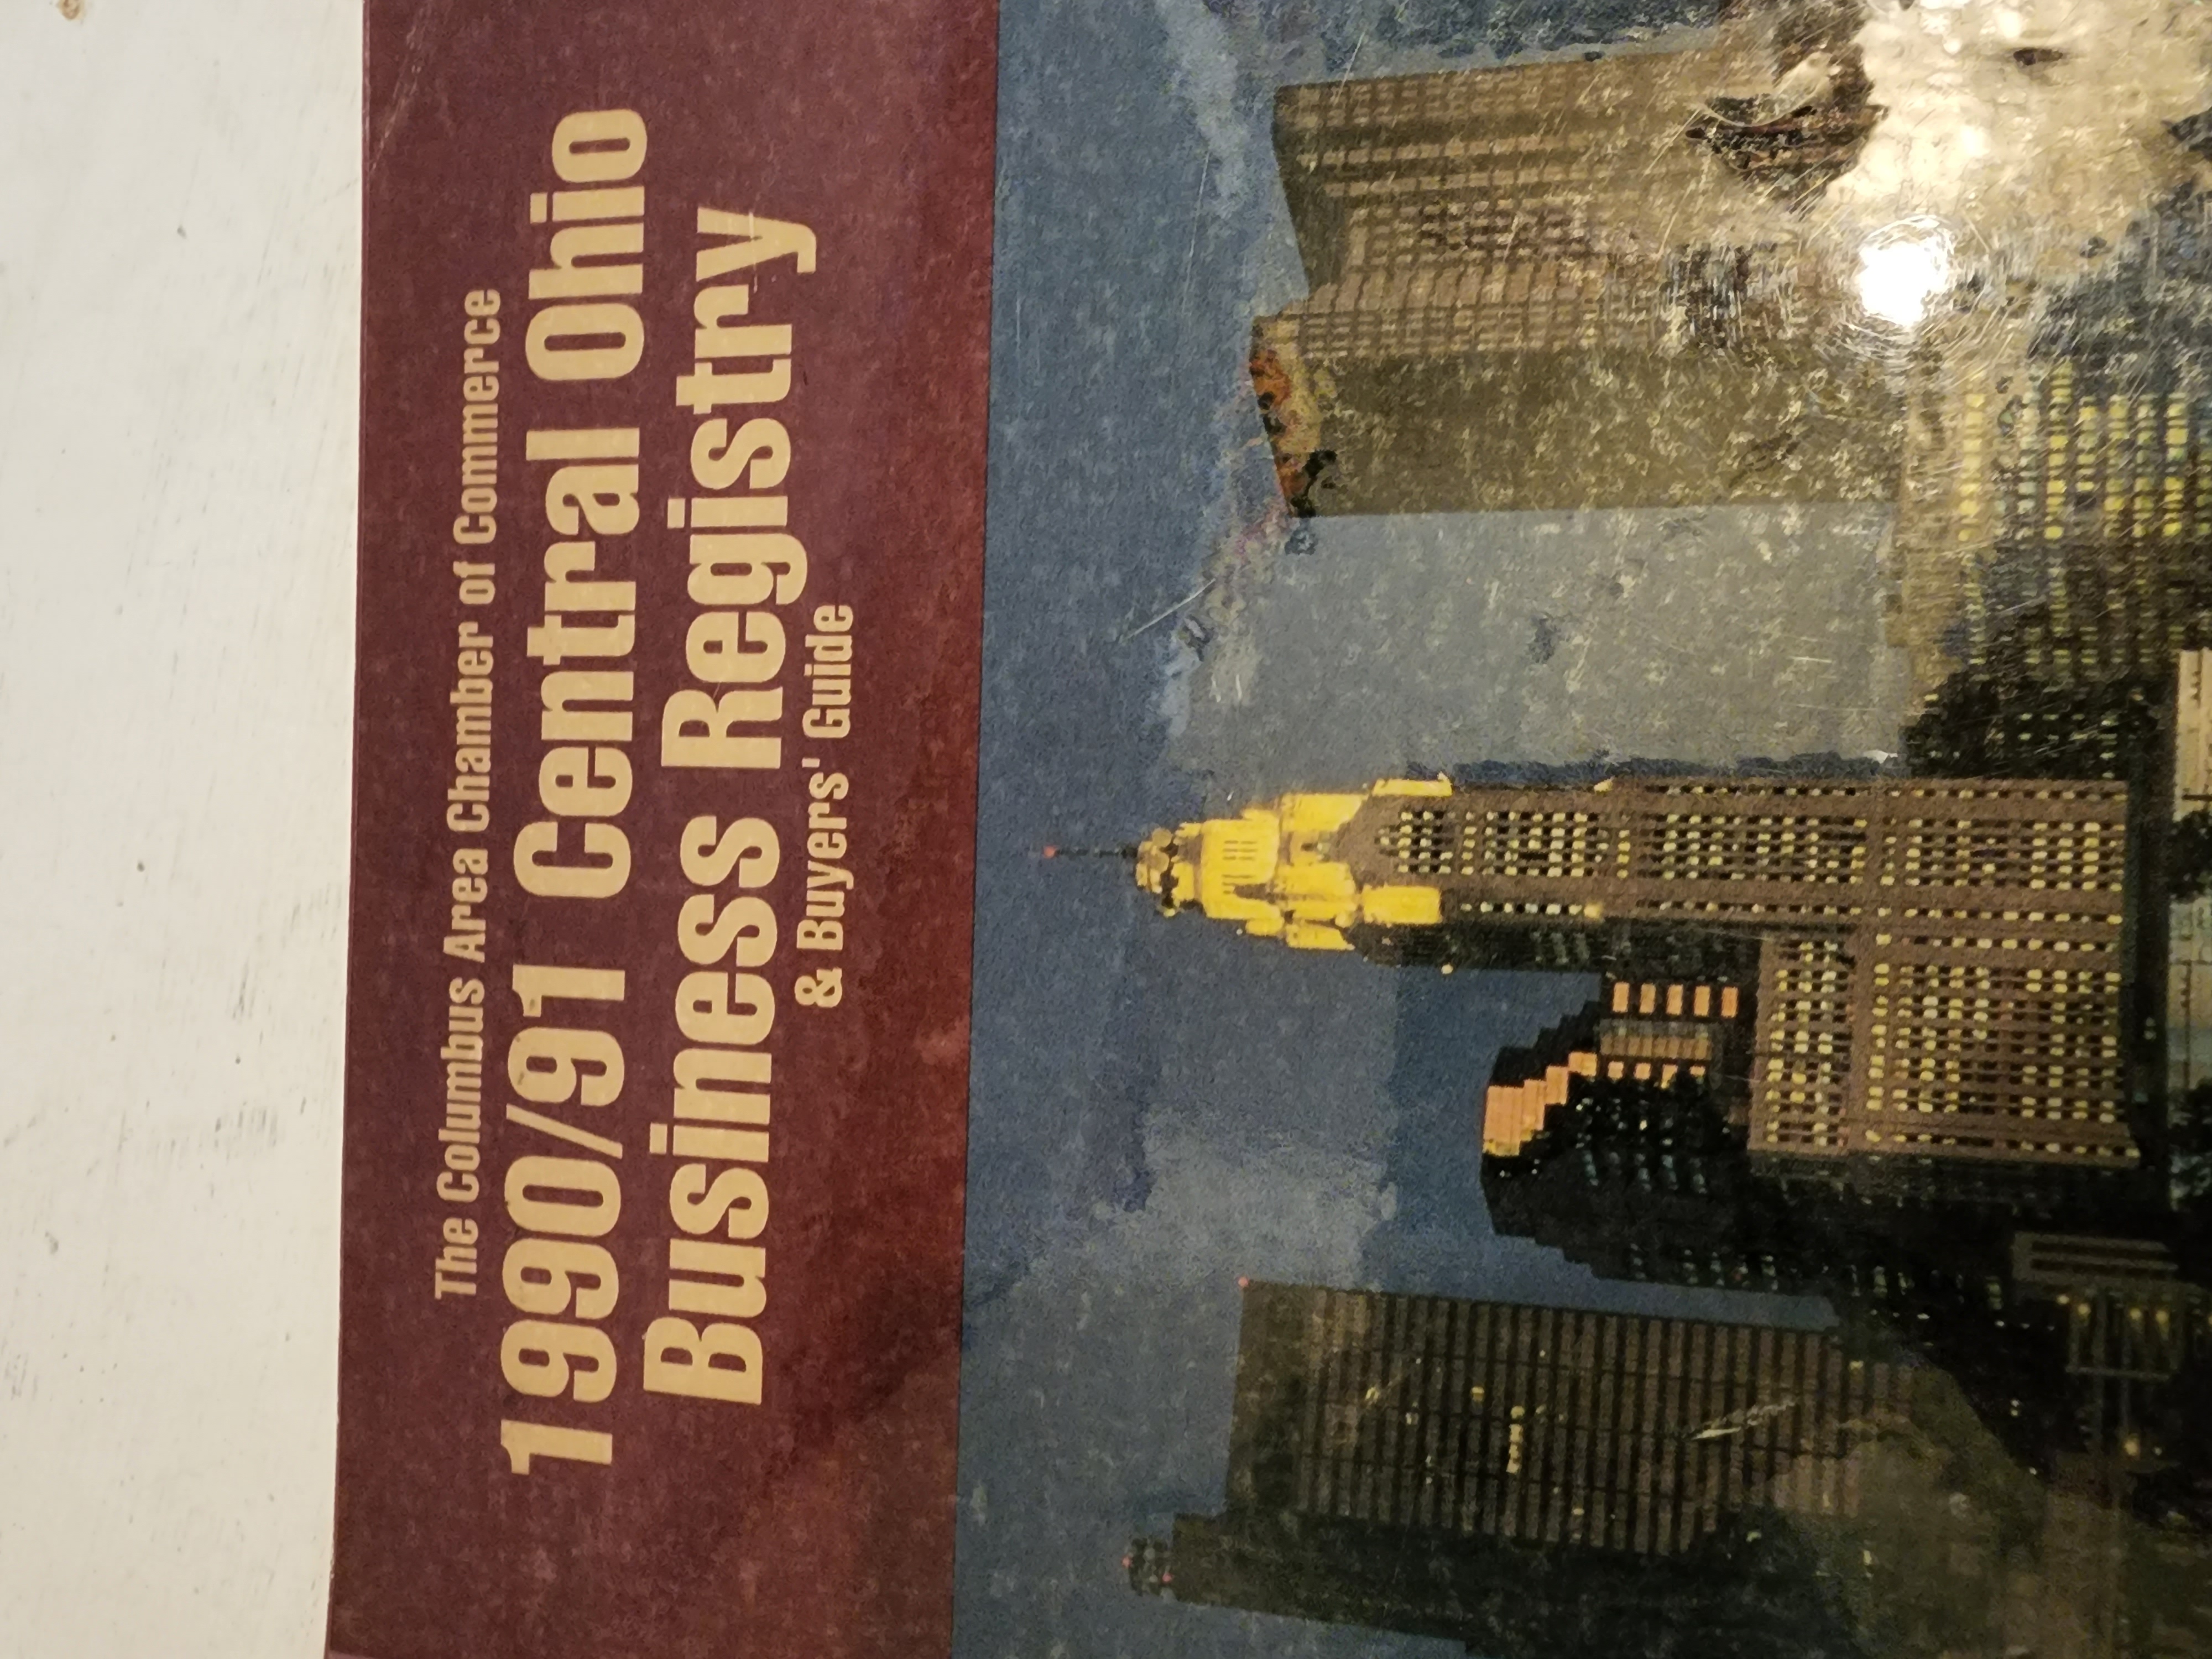 The Columbus Area Chamber of Commerce
1990/91 Central Ohio
Business Registry
& Buyers' Guide